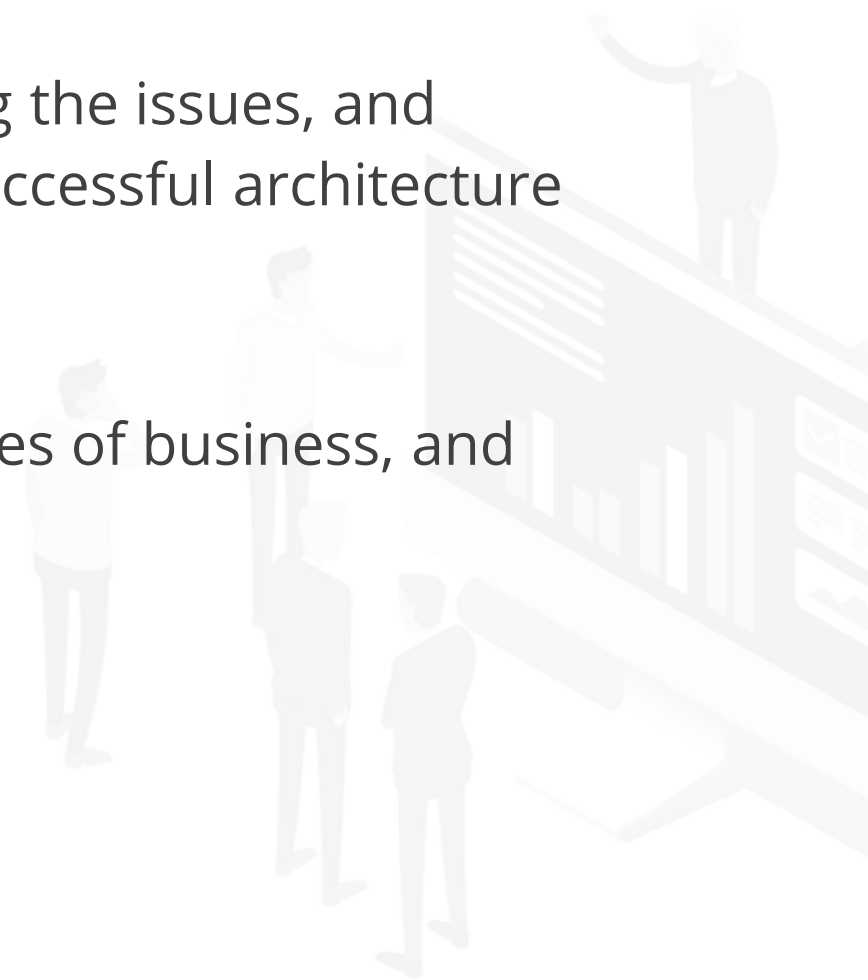 g the issues, and
ccessful architecture
es of business, and